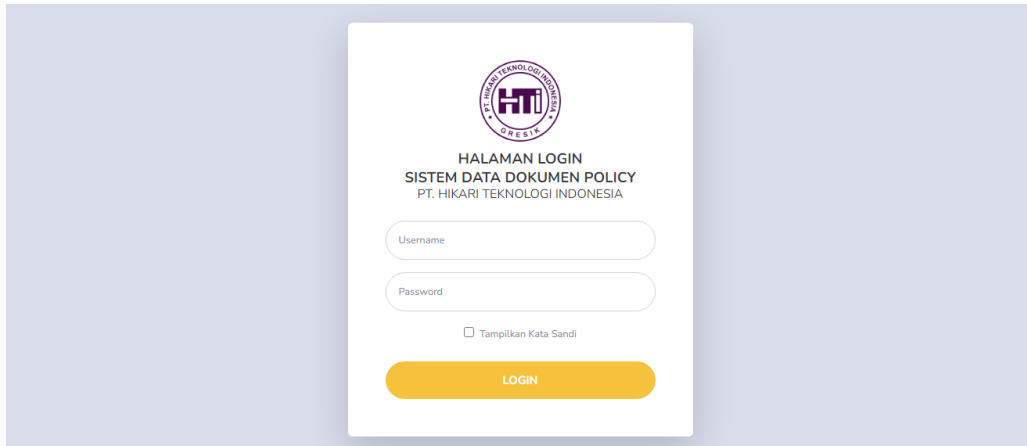 PT. HIKARI TEKNOLOGI INDONESIA
HTi
GRESIK
HALAMAN LOGIN
SISTEM DATA DOKUMEN POLICY
PT. HIKARI TEKNOLOGI INDONESIA
Username
Password
Tampilkan Kata Sandi
LOGIN